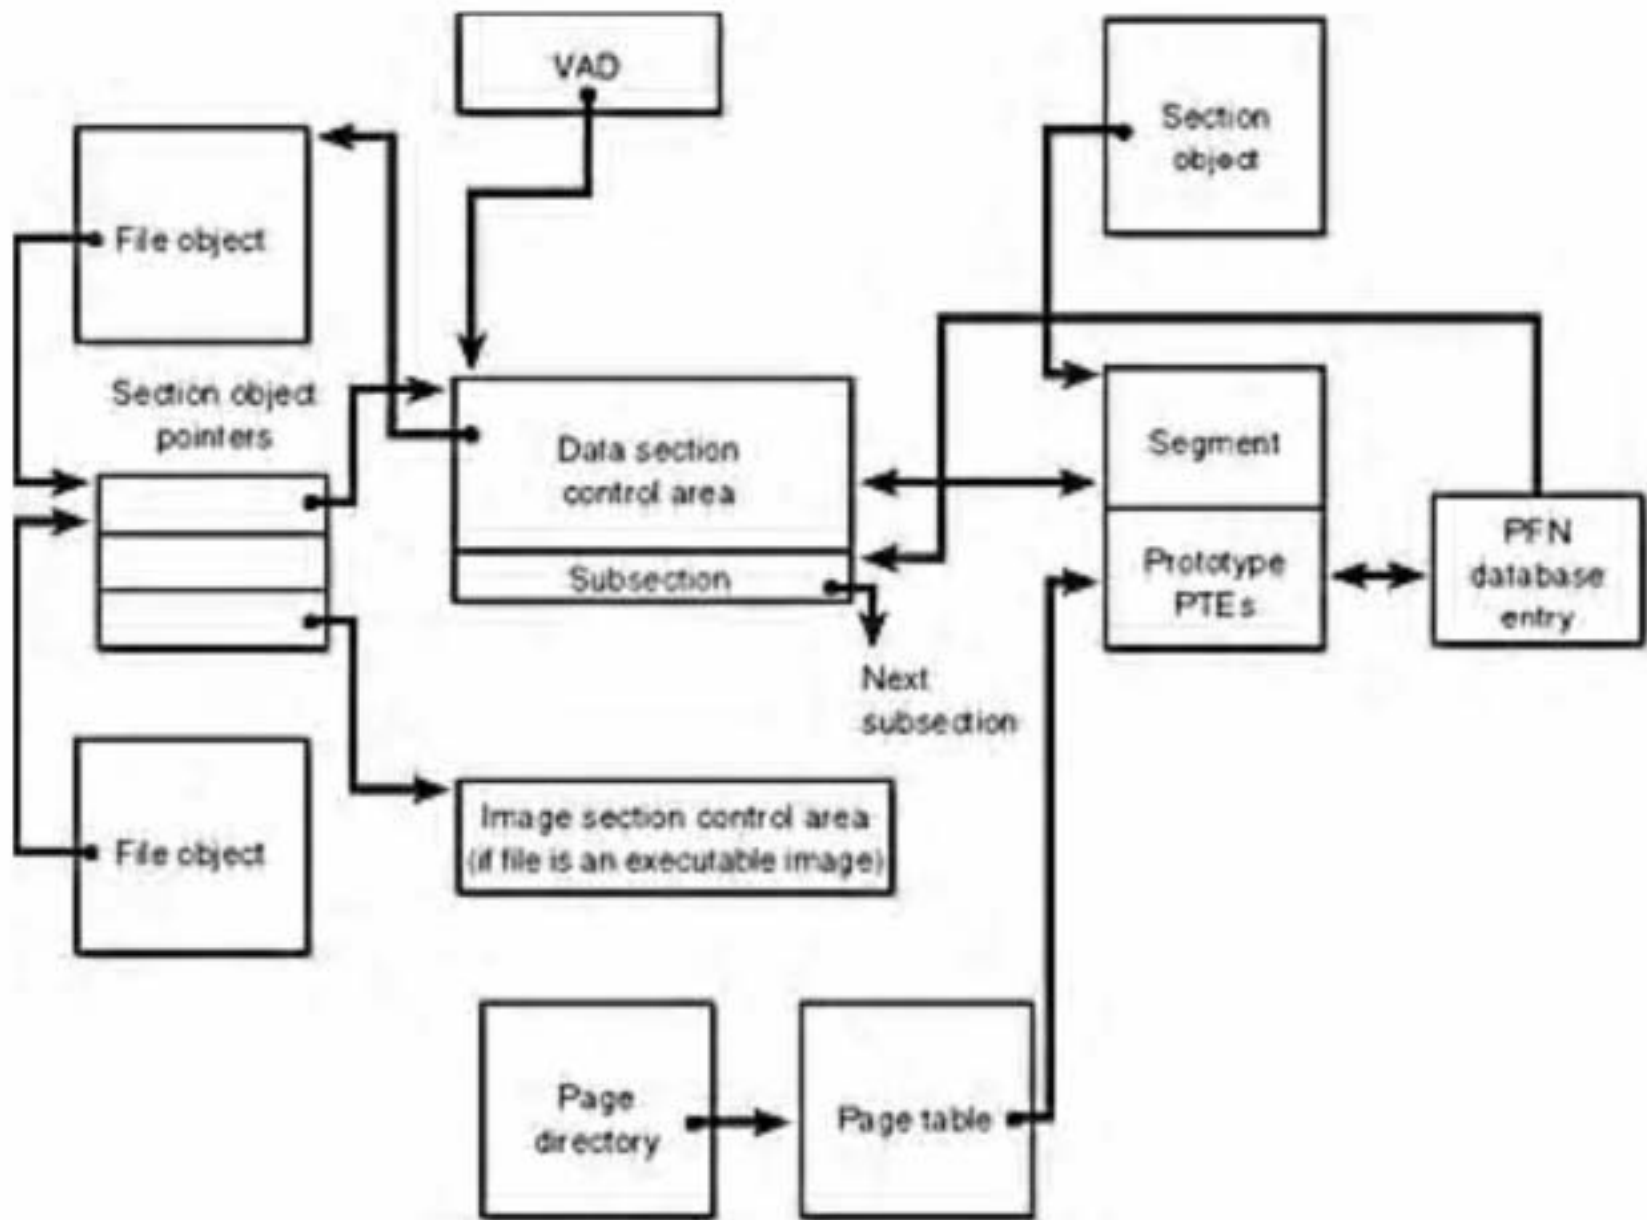 VAD
Section
object
File object
Section object
pointers
Data section
control area
Segment
Subsection
Prototype
PTEs
PFN
database
entry
Next
subsection
Image section control area
(if file is an executable image)
File object
Page
directory
Page table